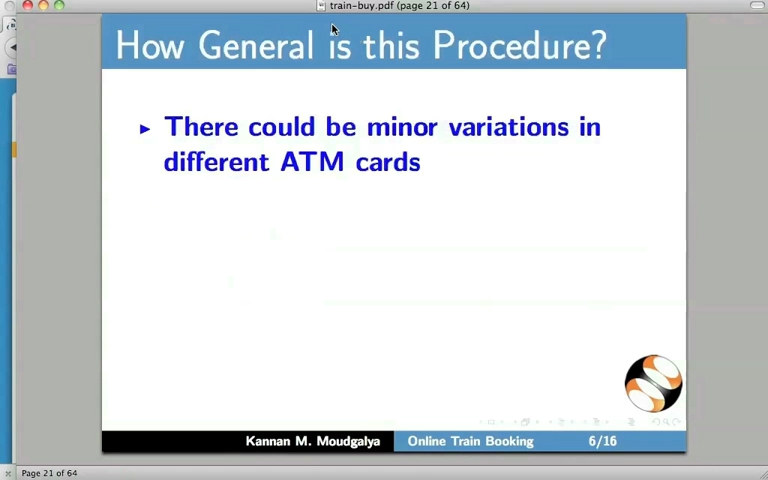 train-buy.pdf (page 21 of 64)
How General is this Procedure?
There could be minor variations in
different ATM cards
Kannan M. Moudgalya Online Train Booking 6/16
Page 21 of 64